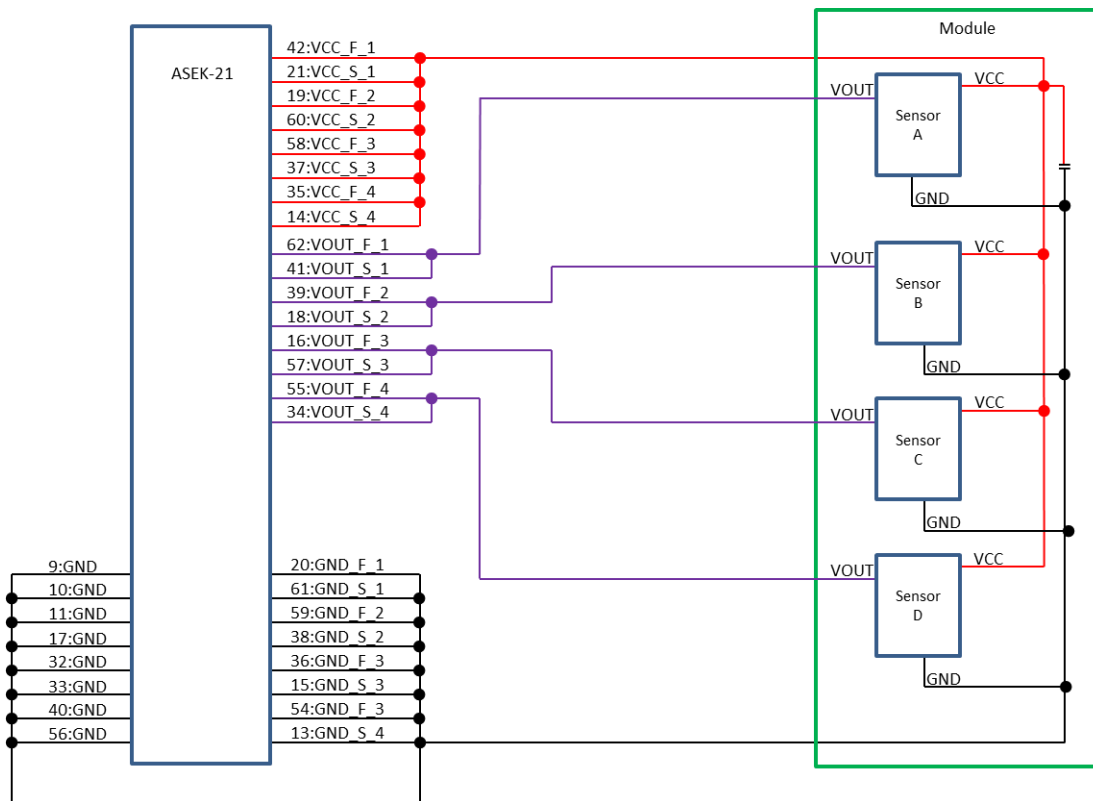 ASEK-21
42:VCC_F_1
21:VCC_S_1
19:VCC_F_2
60:VCC_S_2
58:VCC_F_3
37:VCC_S_3
35:VCC_F_4
14:VCC_S_4
62:VOUT_F_1
41:VOUT_S_1
39:VOUT_F_2
18:VOUT_S_2
16:VOUT_F_3
57:VOUT_S_3
55:VOUT_F_4
34:VOUT_S_4
9:GND
10:GND
11:GND
17:GND
32:GND
33:GND
40:GND
56:GND
20:GND_F_1
61:GND_S_1
59:GND_F_2
38:GND_S_2
36:GND_F_3
15:GND_S_3
54:GND_F_3
13:GND_S_4
Module
VOUT
Sensor
A
VCC
GND
VOUT
Sensor
B
VCC
GND
VOUT
Sensor
C
VCC
GND
VOUT
Sensor
D
VCC
GND